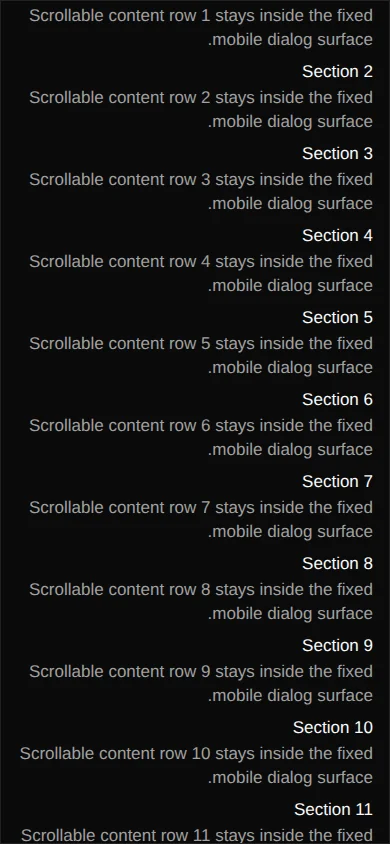 Scrollable content row 1 stays inside the fixed
.mobile dialog surface
Section 2
Scrollable content row 2 stays inside the fixed
.mobile dialog surface
Section 3
Scrollable content row 3 stays inside the fixed
.mobile dialog surface
Section 4
Scrollable content row 4 stays inside the fixed
.mobile dialog surface
Section 5
Scrollable content row 5 stays inside the fixed
.mobile dialog surface
Section 6
Scrollable content row 6 stays inside the fixed
.mobile dialog surface
Section 7
Scrollable content row 7 stays inside the fixed
.mobile dialog surface
Section 8
Scrollable content row 8 stays inside the fixed
.mobile dialog surface
Section 9
Scrollable content row 9 stays inside the fixed
.mobile dialog surface
Section 10
Scrollable content row 10 stays inside the fixed
.mobile dialog surface
Section 11
Scrollable content row 11 stays inside the fixed